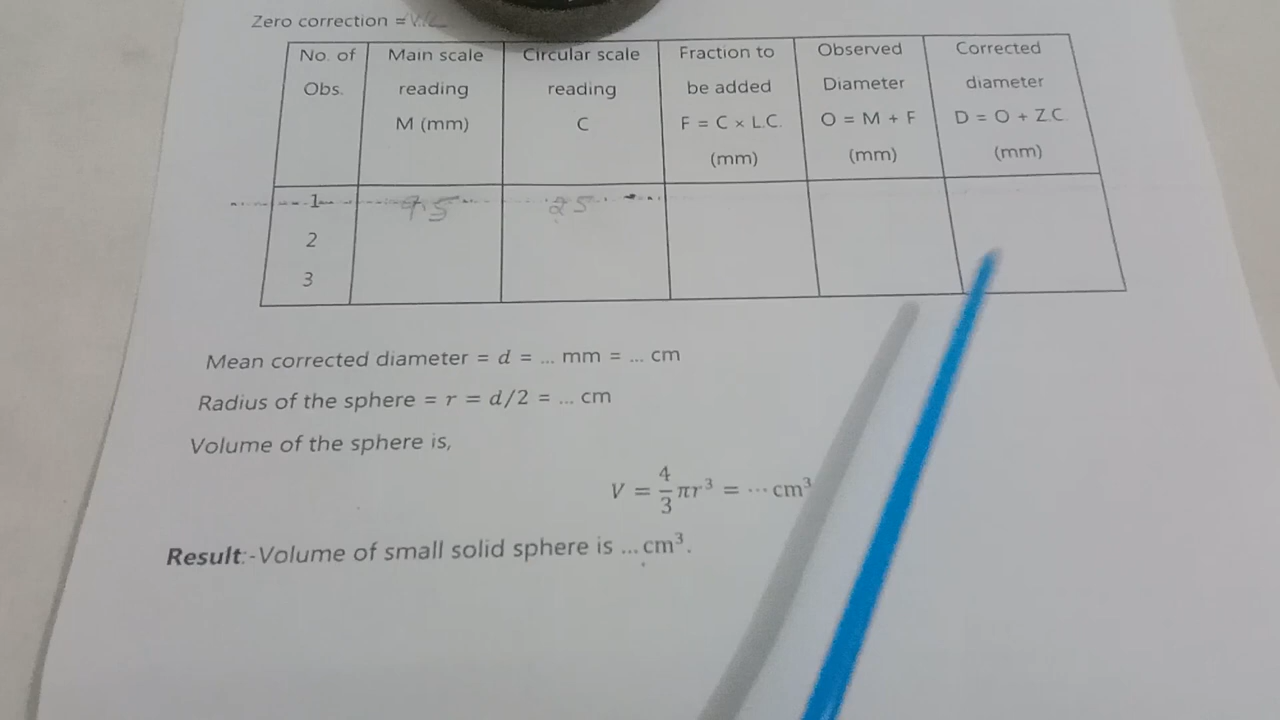 Zero correction =
No. of Obs. Main scale reading M (mm) Circular scale reading C Fraction to be added F = C × L.C. (mm) Observed Diameter O = M + F (mm) Corrected diameter D = O + Z.C. (mm)
1 25
2
3
Mean corrected diameter = d = ... mm = ... cm
Radius of the sphere = r = d/2 = ... cm
Volume of the sphere is,
V = 4/3 πr³ = ⋯ cm³
Result:-Volume of small solid sphere is ... cm³.